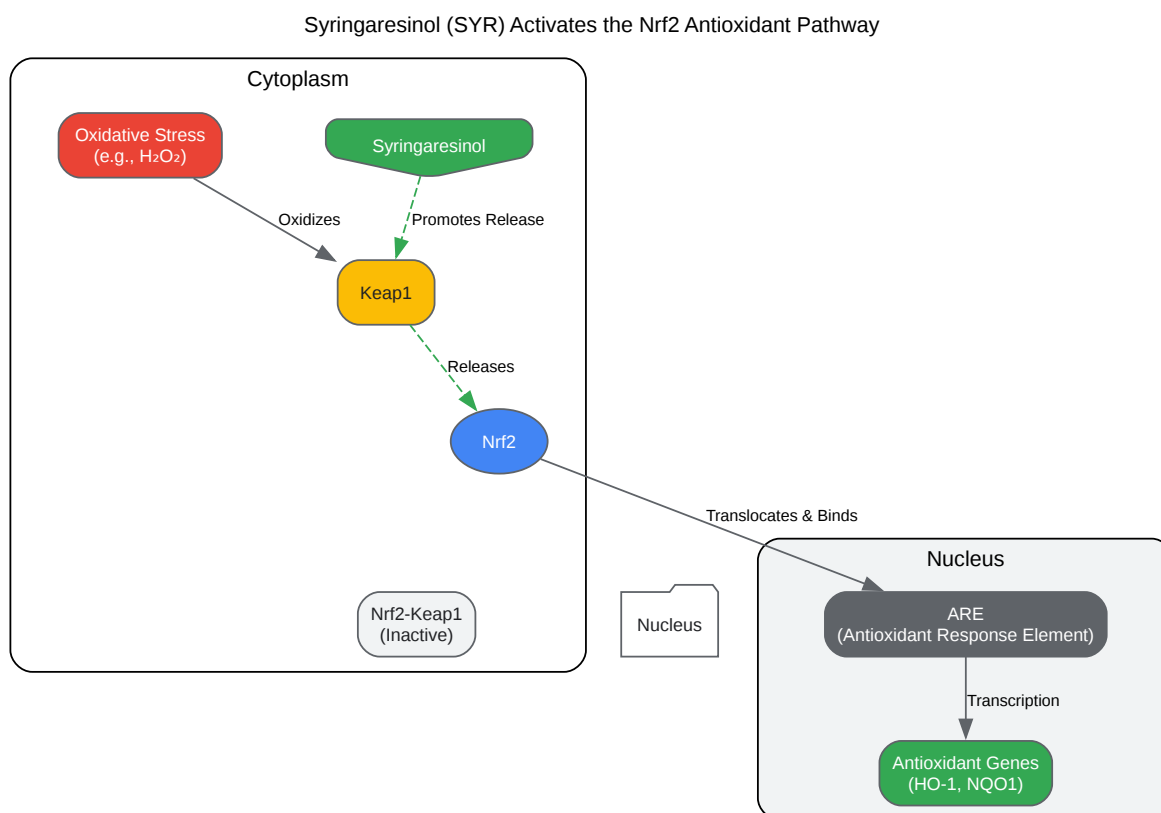 Syringaresinol (SYR) Activates the Nrf2 Antioxidant Pathway
Cytoplasm
Oxidative Stress
(e.g., H₂O₂)
Syringaresinol
Oxidizes
Promotes Release
Keap1
Releases
Nrf2
Translocates & Binds
Nrf2-Keap1
(Inactive)
Nucleus
Nucleus
ARE
(Antioxidant Response Element)
Transcription
Antioxidant Genes
(HO-1, NQO1)